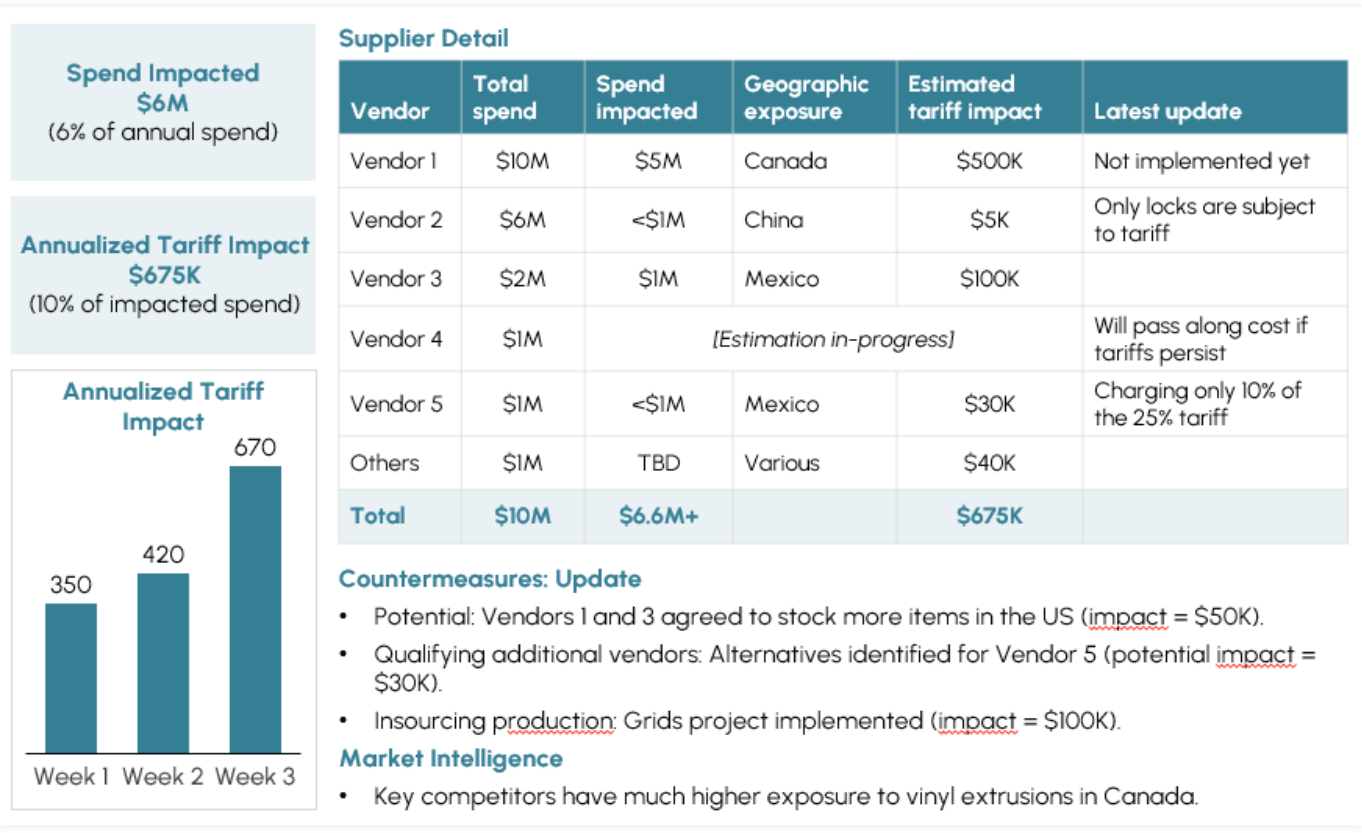 Spend Impacted
$6M
(6% of annual spend)
Annualized Tariff Impact
$675K
(10% of impacted spend)
Annualized Tariff
Impact
350
420
670
Week 1 Week 2 Week 3
Supplier Detail
Vendor Total spend Spend impacted Geographic exposure Estimated tariff impact Latest update
Vendor 1 $10M $5M Canada $500K Not implemented yet
Vendor 2 $6M <$1M China $5K Only locks are subject to tariff
Vendor 3 $2M $1M Mexico $100K
Vendor 4 $1M [Estimation in-progress] Will pass along cost if tariffs persist
Vendor 5 $1M <$1M Mexico $30K Charging only 10% of the 25% tariff
Others $1M TBD Various $40K
Total $10M $6.6M+ $675K
Countermeasures: Update
• Potential: Vendors 1 and 3 agreed to stock more items in the US (impact = $50K).
• Qualifying additional vendors: Alternatives identified for Vendor 5 (potential impact =
$30K).
• Insourcing production: Grids project implemented (impact = $100K).
Market Intelligence
• Key competitors have much higher exposure to vinyl extrusions in Canada.